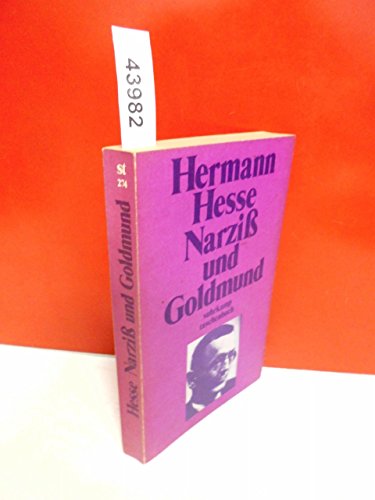 43982
Hermann
Hesse
Narziß
und
Goldmund
suhrkamp
taschenbuch
st
274
Hesse Narziß und Goldmund